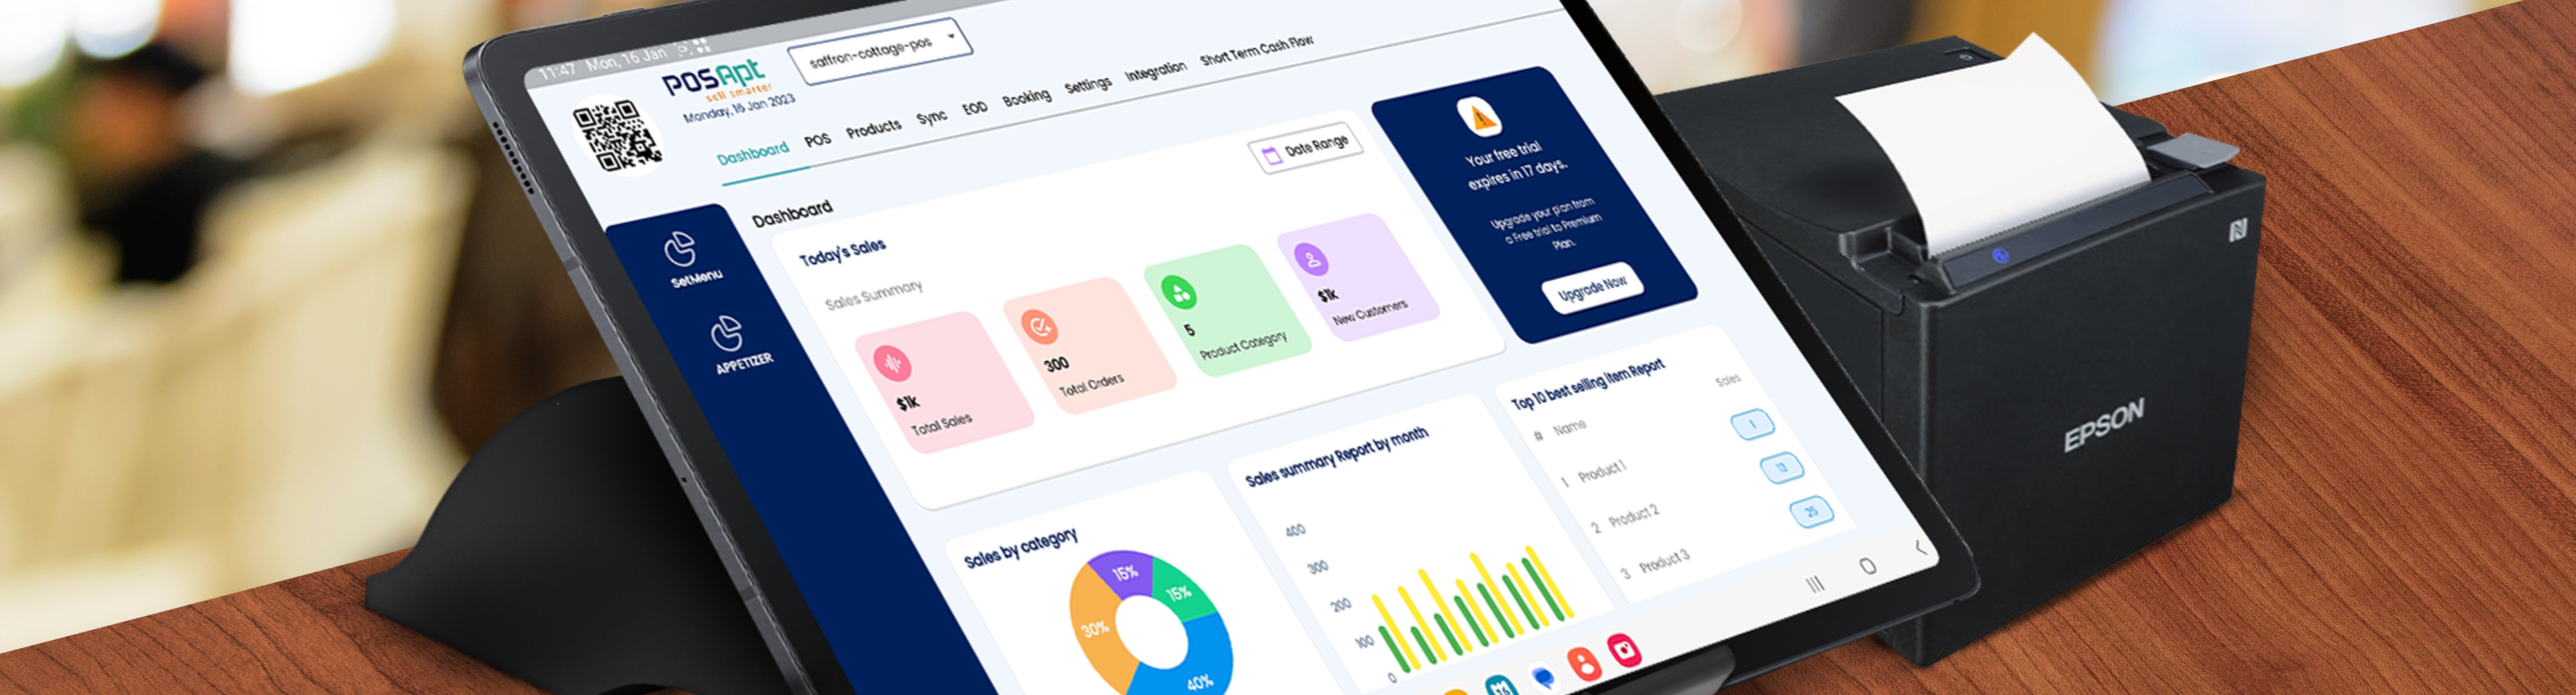 11:47 Mon, 16 Jan
POSApt
sell smarter
Monday, 16 Jan 2023
saffron-cottage-pos
Dashboard POS Products Sync EOD Booking Settings Integration Short Term Cash Flow
SetMenu
APPETIZER
Dashboard
Today's Sales
Date Range
Sales Summary
$1k
Total Sales
300
Total Orders
5
Product Category
$1k
New Customers
Your free trial
expires in 17 days.
Upgrade your plan from
a Free trial to Premium
Plan.
Upgrade Now
Sales by category
15%
15%
30%
40%
Sales summary Report by month
400
300
200
100
0
Top 10 best selling item Report
# Name Sales
1 Product 1 1
2 Product 2 13
3 Product 3 25
16
EPSON